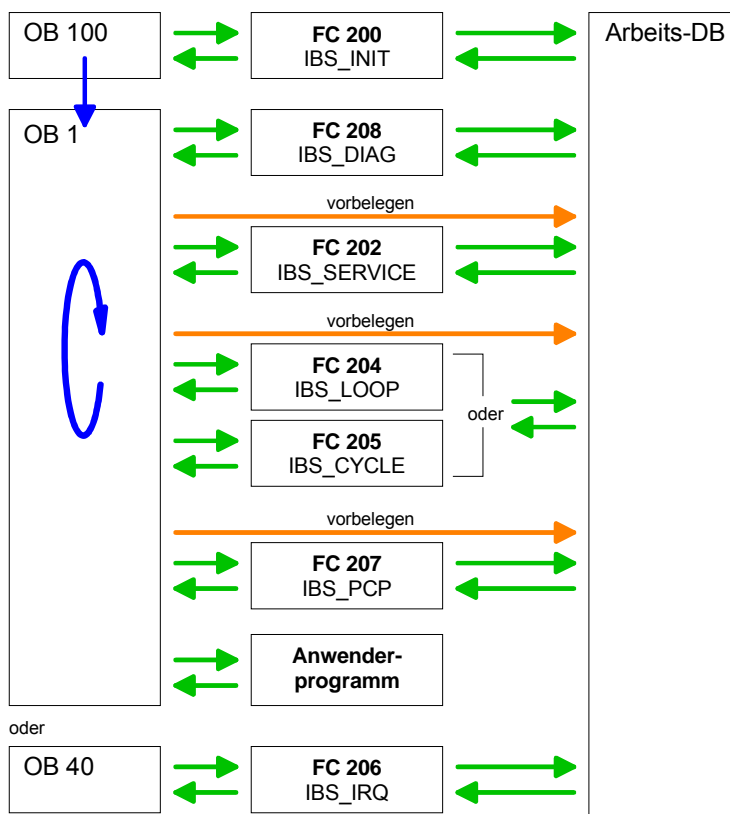 OB 100
FC 200
IBS_INIT
Arbeits-DB
OB 1
FC 208
IBS_DIAG
vorbelegen
FC 202
IBS_SERVICE
vorbelegen
FC 204
IBS_LOOP
oder
FC 205
IBS_CYCLE
vorbelegen
FC 207
IBS_PCP
Anwender-
programm
oder
OB 40
FC 206
IBS_IRQ